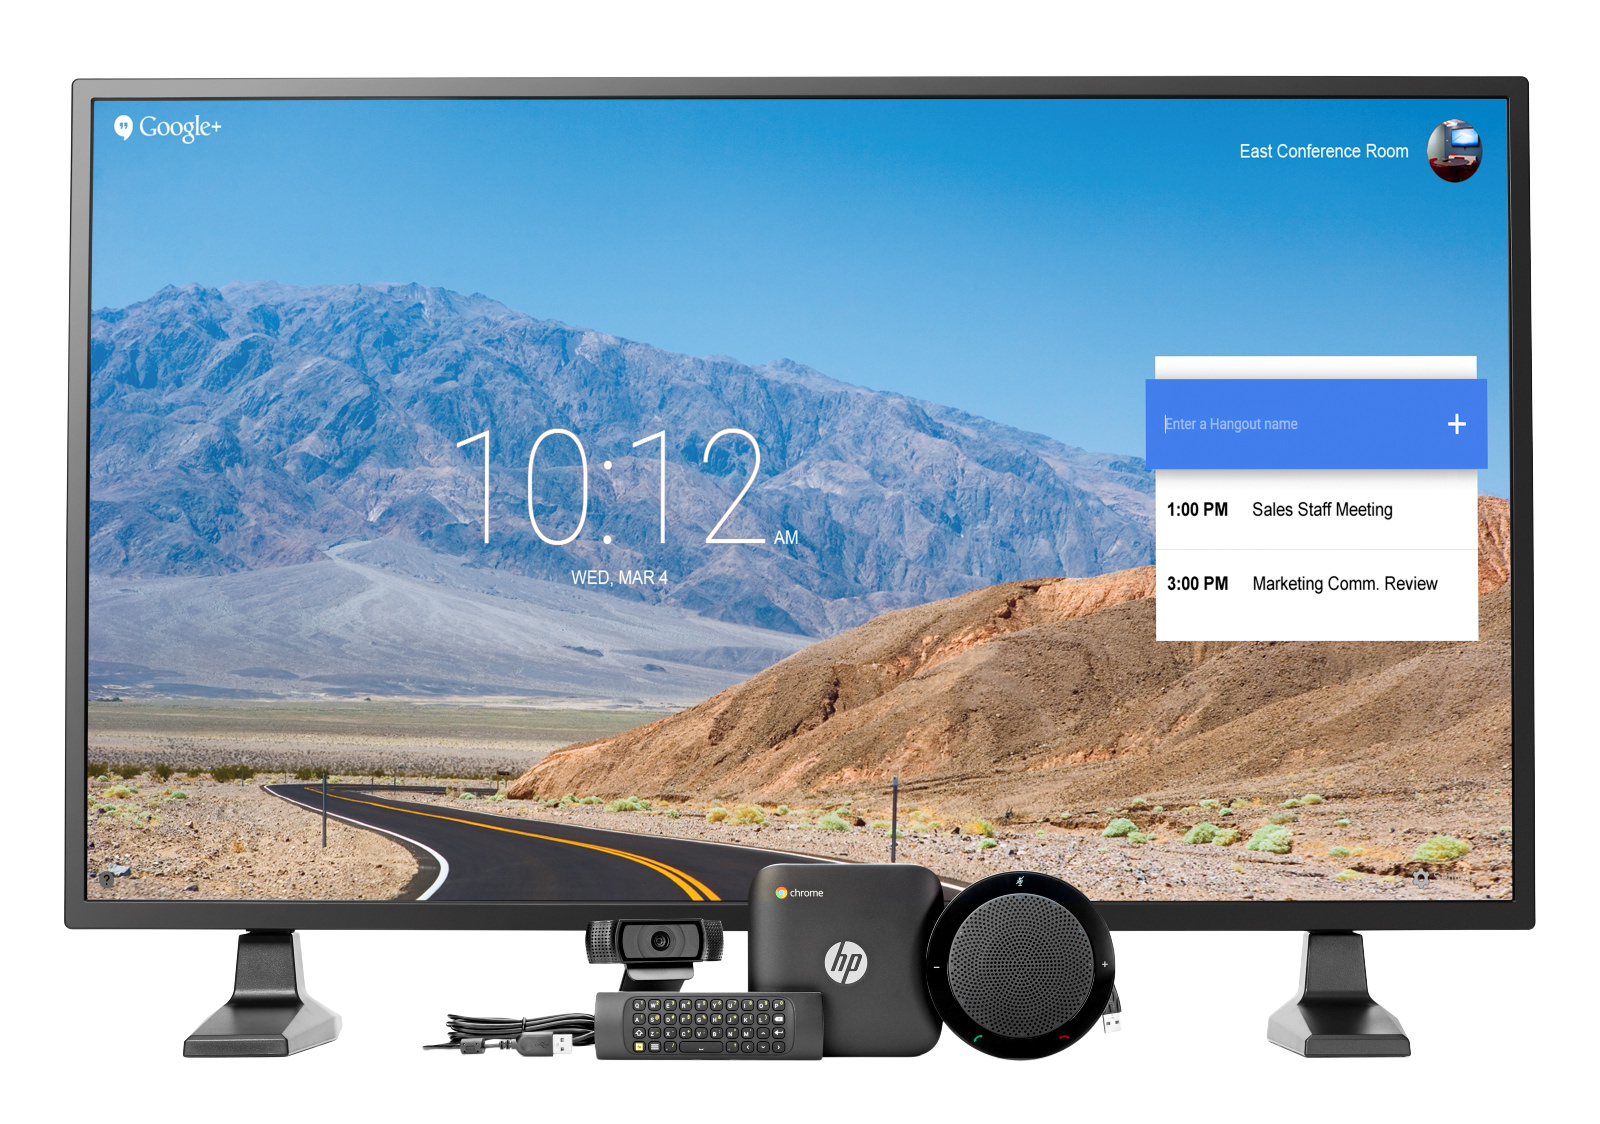 Google+
East Conference Room
Enter a Hangout name
+
1:00 PM Sales Staff Meeting
3:00 PM Marketing Comm. Review
10:12 AM
WED, MAR 4
?
chrome
hp
Q W E R T Y U I O P
A S D F G H J K L
Z X C V B N M
- +